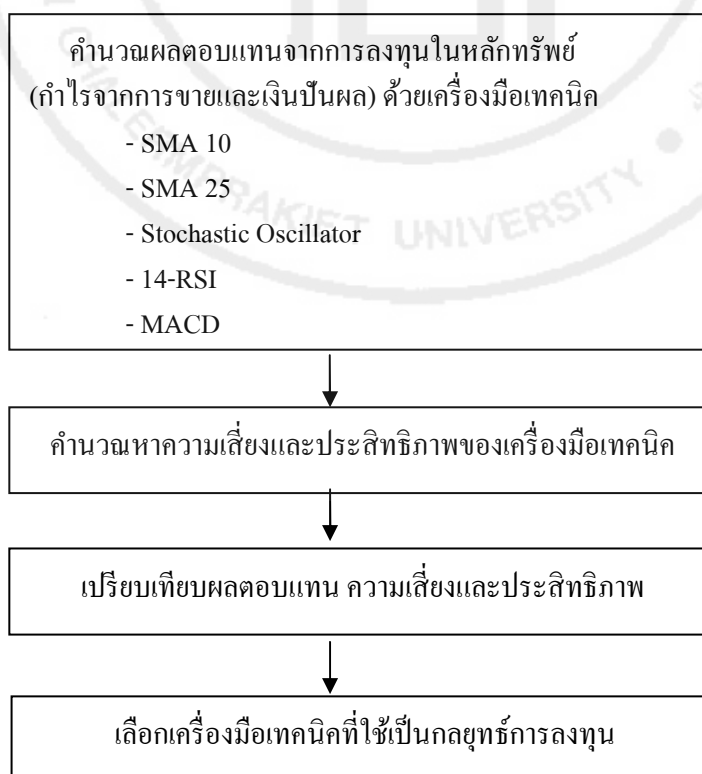 คำนวณผลตอบแทนจากการลงทุนในหลักทรัพย์
(กำไรจากการขายและเงินปันผล) ด้วยเครื่องมือเทคนิค
- SMA 10
- SMA 25
- Stochastic Oscillator
- 14-RSI
- MACD
UNIVERSITY
คำนวณหาความเสี่ยงและประสิทธิภาพของเครื่องมือเทคนิค
เปรียบเทียบผลตอบแทน ความเสี่ยงและประสิทธิภาพ
เลือกเครื่องมือเทคนิคที่ใช้เป็นกลยุทธ์การลงทุน